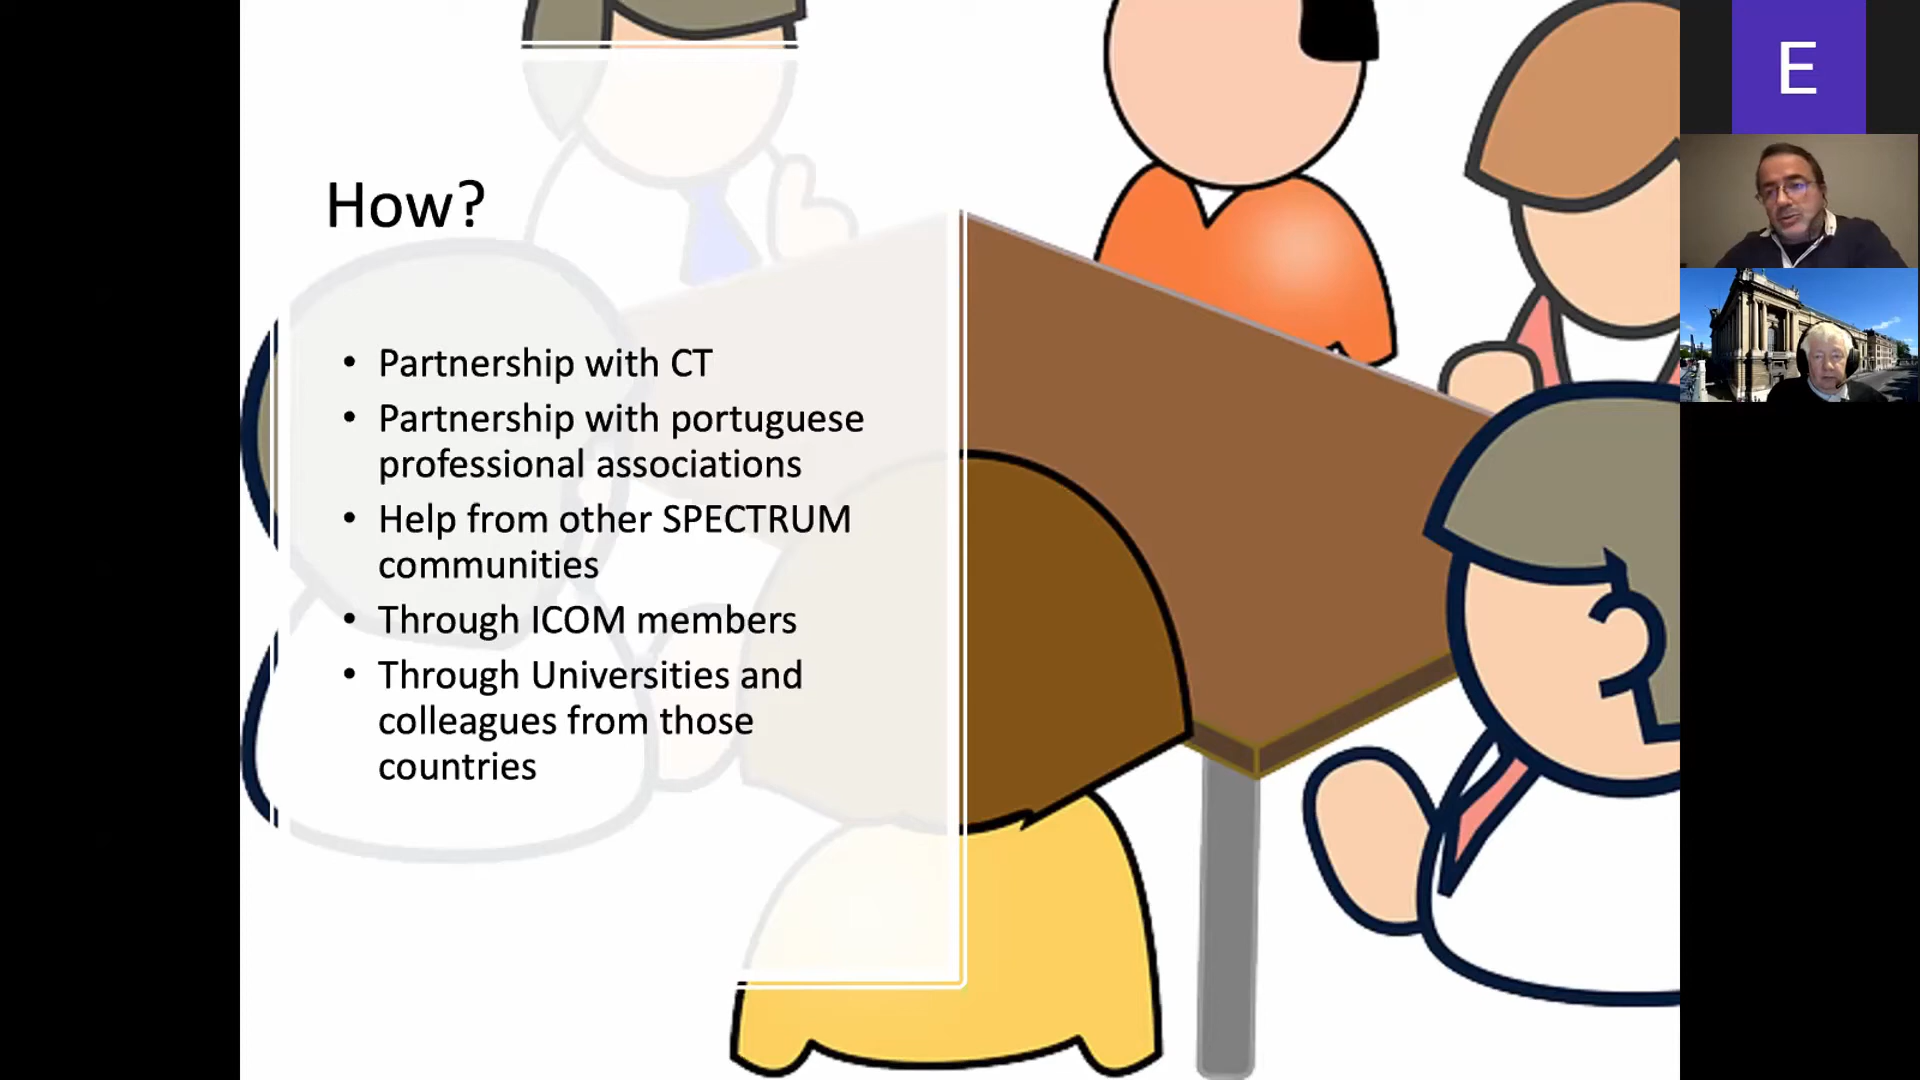 How?
• Partnership with CT
• Partnership with portuguese
professional associations
• Help from other SPECTRUM
communities
• Through ICOM members
• Through Universities and
colleagues from those
countries
E